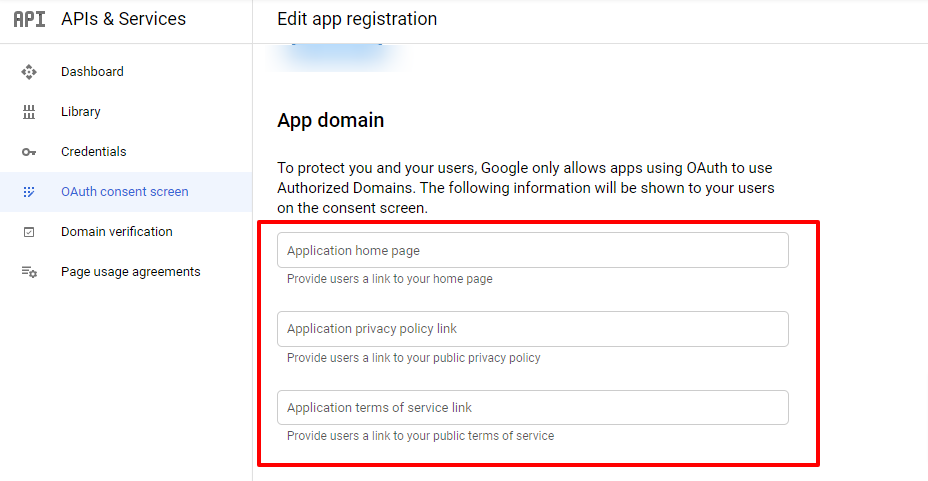 API APIs & Services
Edit app registration
Dashboard
Library
Credentials
OAuth consent screen
Domain verification
Page usage agreements
App domain
To protect you and your users, Google only allows apps using OAuth to use
Authorized Domains. The following information will be shown to your users
on the consent screen.
Application home page
Provide users a link to your home page
Application privacy policy link
Provide users a link to your public privacy policy
Application terms of service link
Provide users a link to your public terms of service